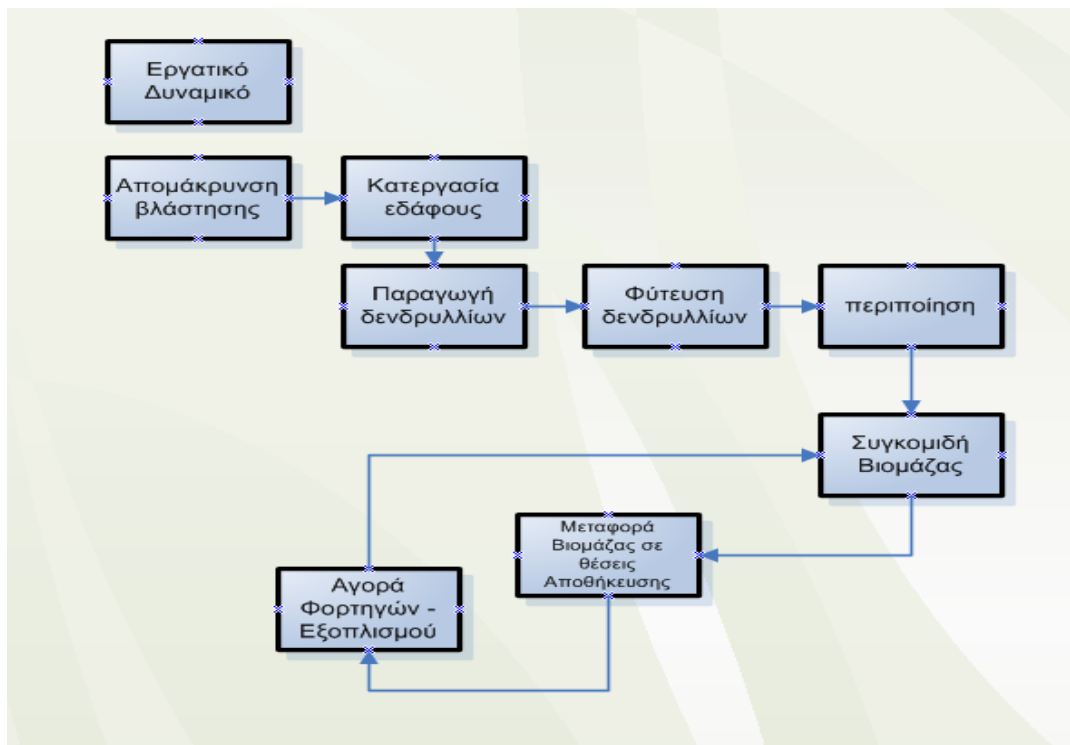 Εργατικό
Δυναμικό
Απομάκρυνση
βλάστησης
Κατεργασία
εδάφους
Παραγωγή
δενδρυλλίων
Φύτευση
δενδρυλλίων
περιποίηση
Συγκομιδή
Βιομάζας
Μεταφορά
Βιομάζας σε
θέσεις
Αποθήκευσης
Αγορά
Φορτηγών -
Εξοπλισμού